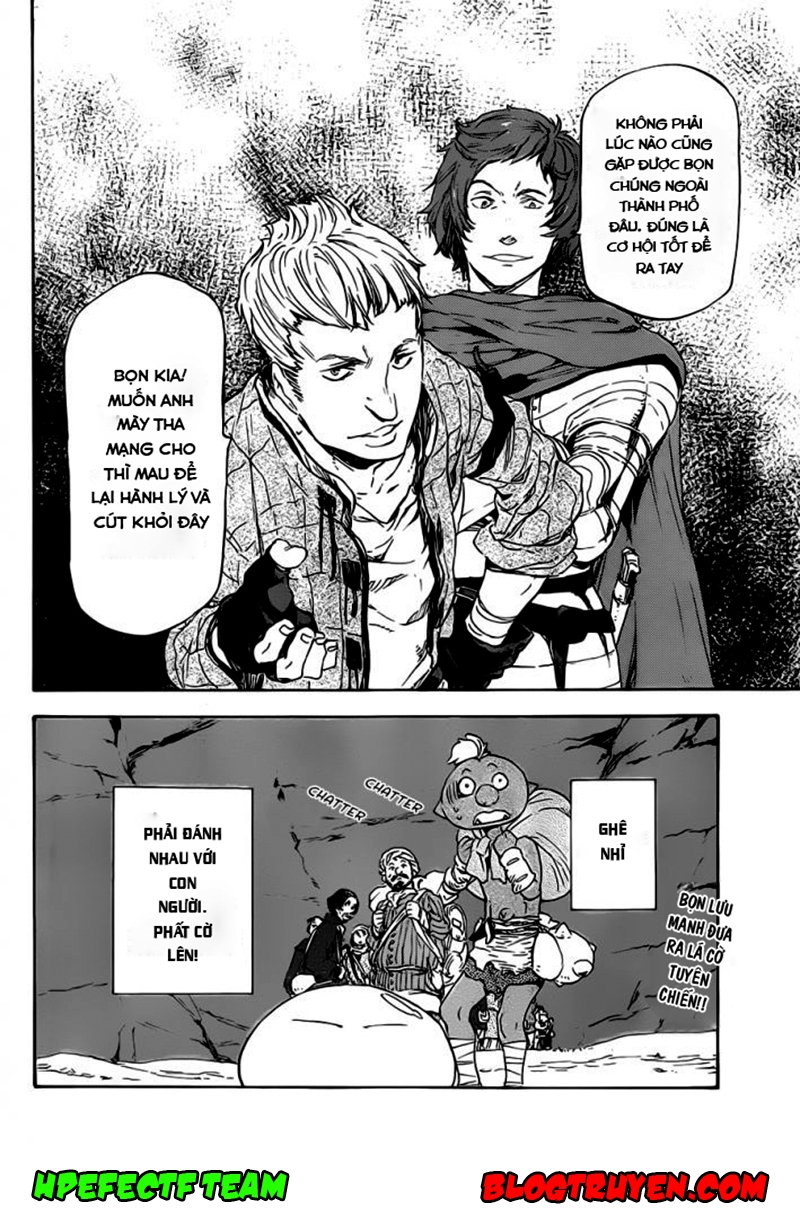 KHÔNG PHẢI
LÚC NÀO CŨNG
GẶP ĐƯỢC BỌN
CHÚNG NGOÀI
THÀNH PHỐ
ĐÂU. ĐÚNG LÀ
CƠ HỘI TỐT ĐỂ
RA TAY
BỌN KIA!
MUỐN ANH
MÀY THA
MẠNG CHO
THÌ MAU ĐỂ
LẠI HÀNH LÝ VÀ
CÚT KHỎI ĐÂY
GHÊ
NHỈ
CHATTER
CHATTER
PHẢI ĐÁNH
NHAU VỚI
CON
NGƯỜI.
PHẤT CỜ
LÊN!
BỌN LƯU
MANH ĐƯA
RA LÁ CỜ
TUYÊN
CHIẾN!!
HPEFECTF TEAM
BLOGTRUYEN.COM